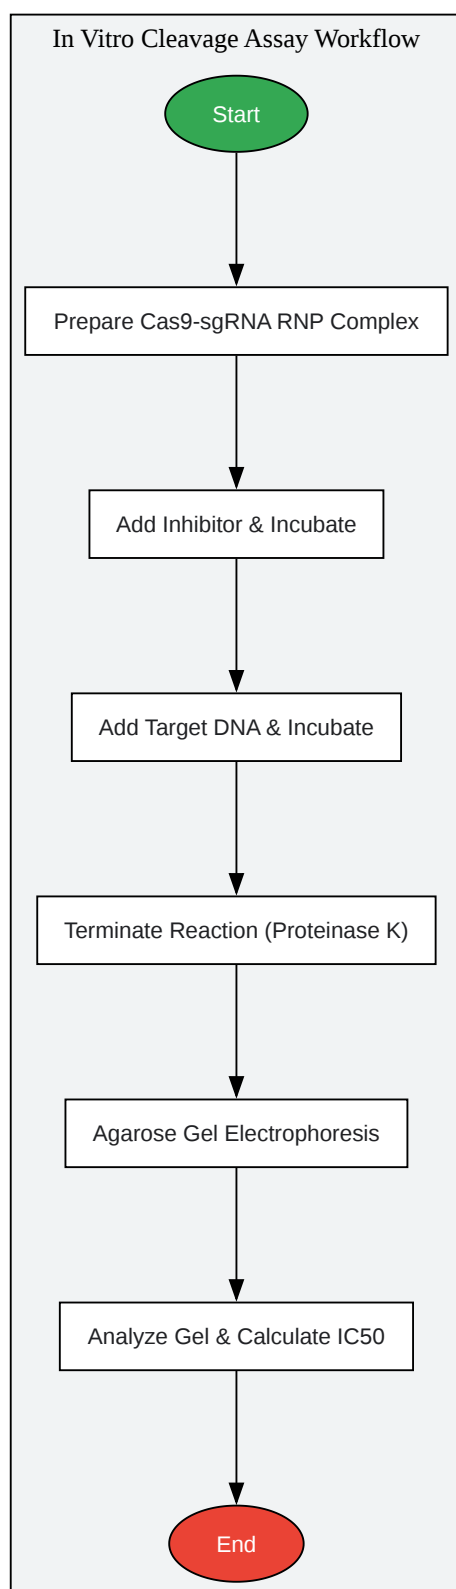 In Vitro Cleavage Assay Workflow
Start
Prepare Cas9-sgRNA RNP Complex
Add Inhibitor & Incubate
Add Target DNA & Incubate
Terminate Reaction (Proteinase K)
Agarose Gel Electrophoresis
Analyze Gel & Calculate IC50
End